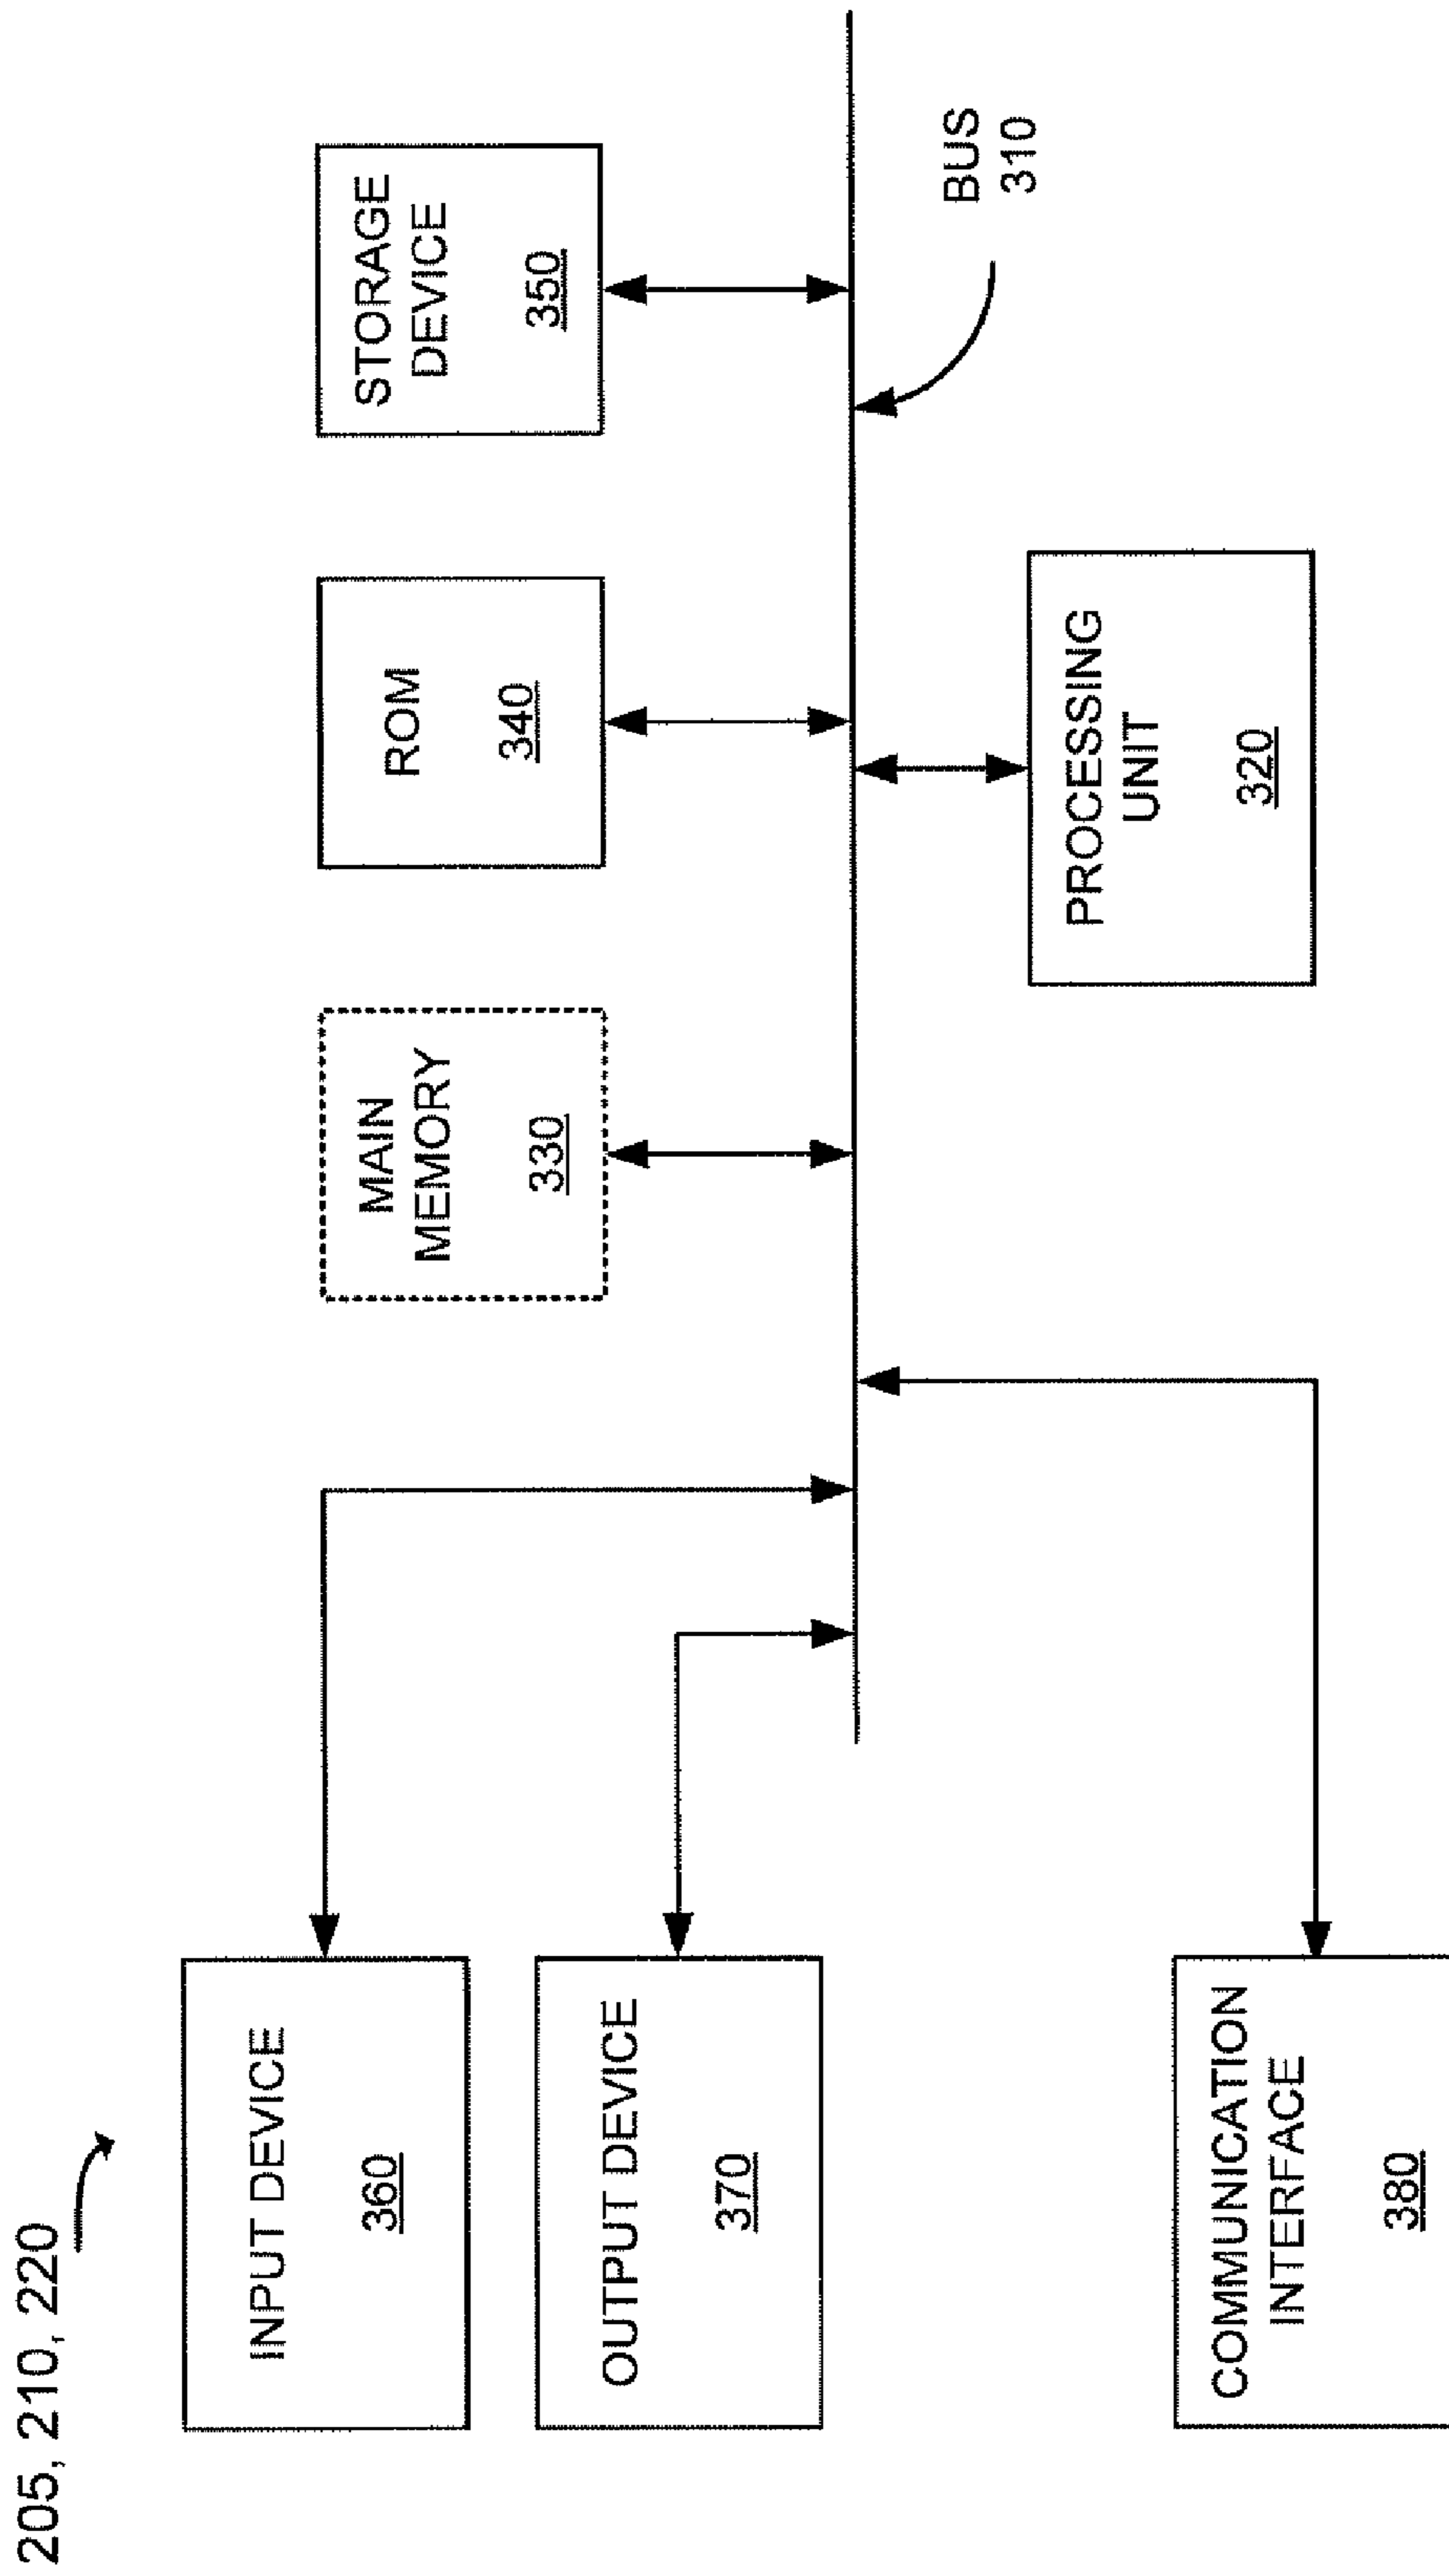 205, 210, 220
INPUT DEVICE
360
OUTPUT DEVICE
370
COMMUNICATION
INTERFACE
380
MAIN
MEMORY
330
ROM
340
STORAGE
DEVICE
350
PROCESSING
UNIT
320
BUS
310